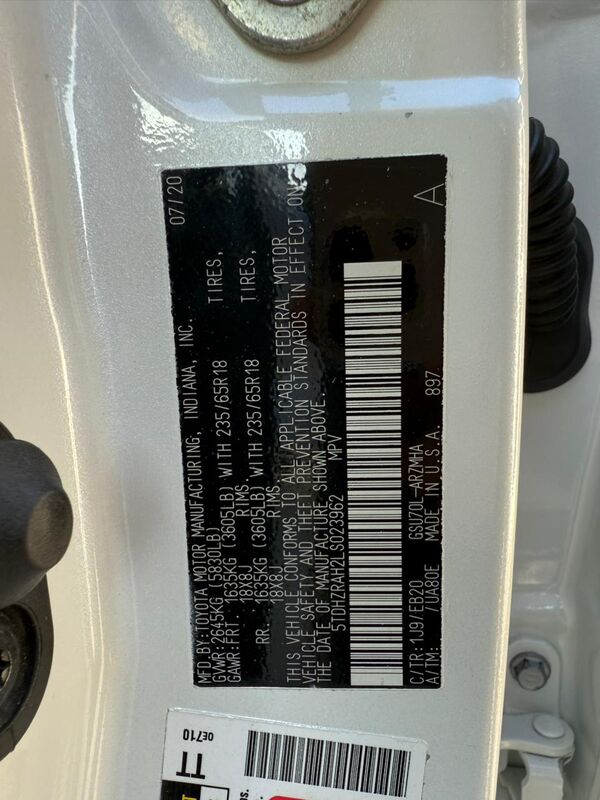 MFD.BY:TOYOTA MOTOR MANUFACTURING, INDIANA, INC. 07/20
GVWR:2645KG (5830LB)
GAWR:FRT. 1635KG (3605LB) WITH 235/65R18 TIRES,
18X8J RIMS.
RR. 1635KG (3605LB) WITH 235/65R18 TIRES,
18X8J RIMS.
THIS VEHICLE CONFORMS TO ALL APPLICABLE FEDERAL MOTOR
VEHICLE SAFETY AND THEFT PREVENTION STANDARDS IN EFFECT ON
THE DATE OF MANUFACTURE SHOWN ABOVE.
5TDHZRAH2LS023962 MPV
C/TR:1J9/EB20 GSU70L-ARZMHA A
A/TM: /UA80E MADE IN U.S.A. 897
0E710
TT